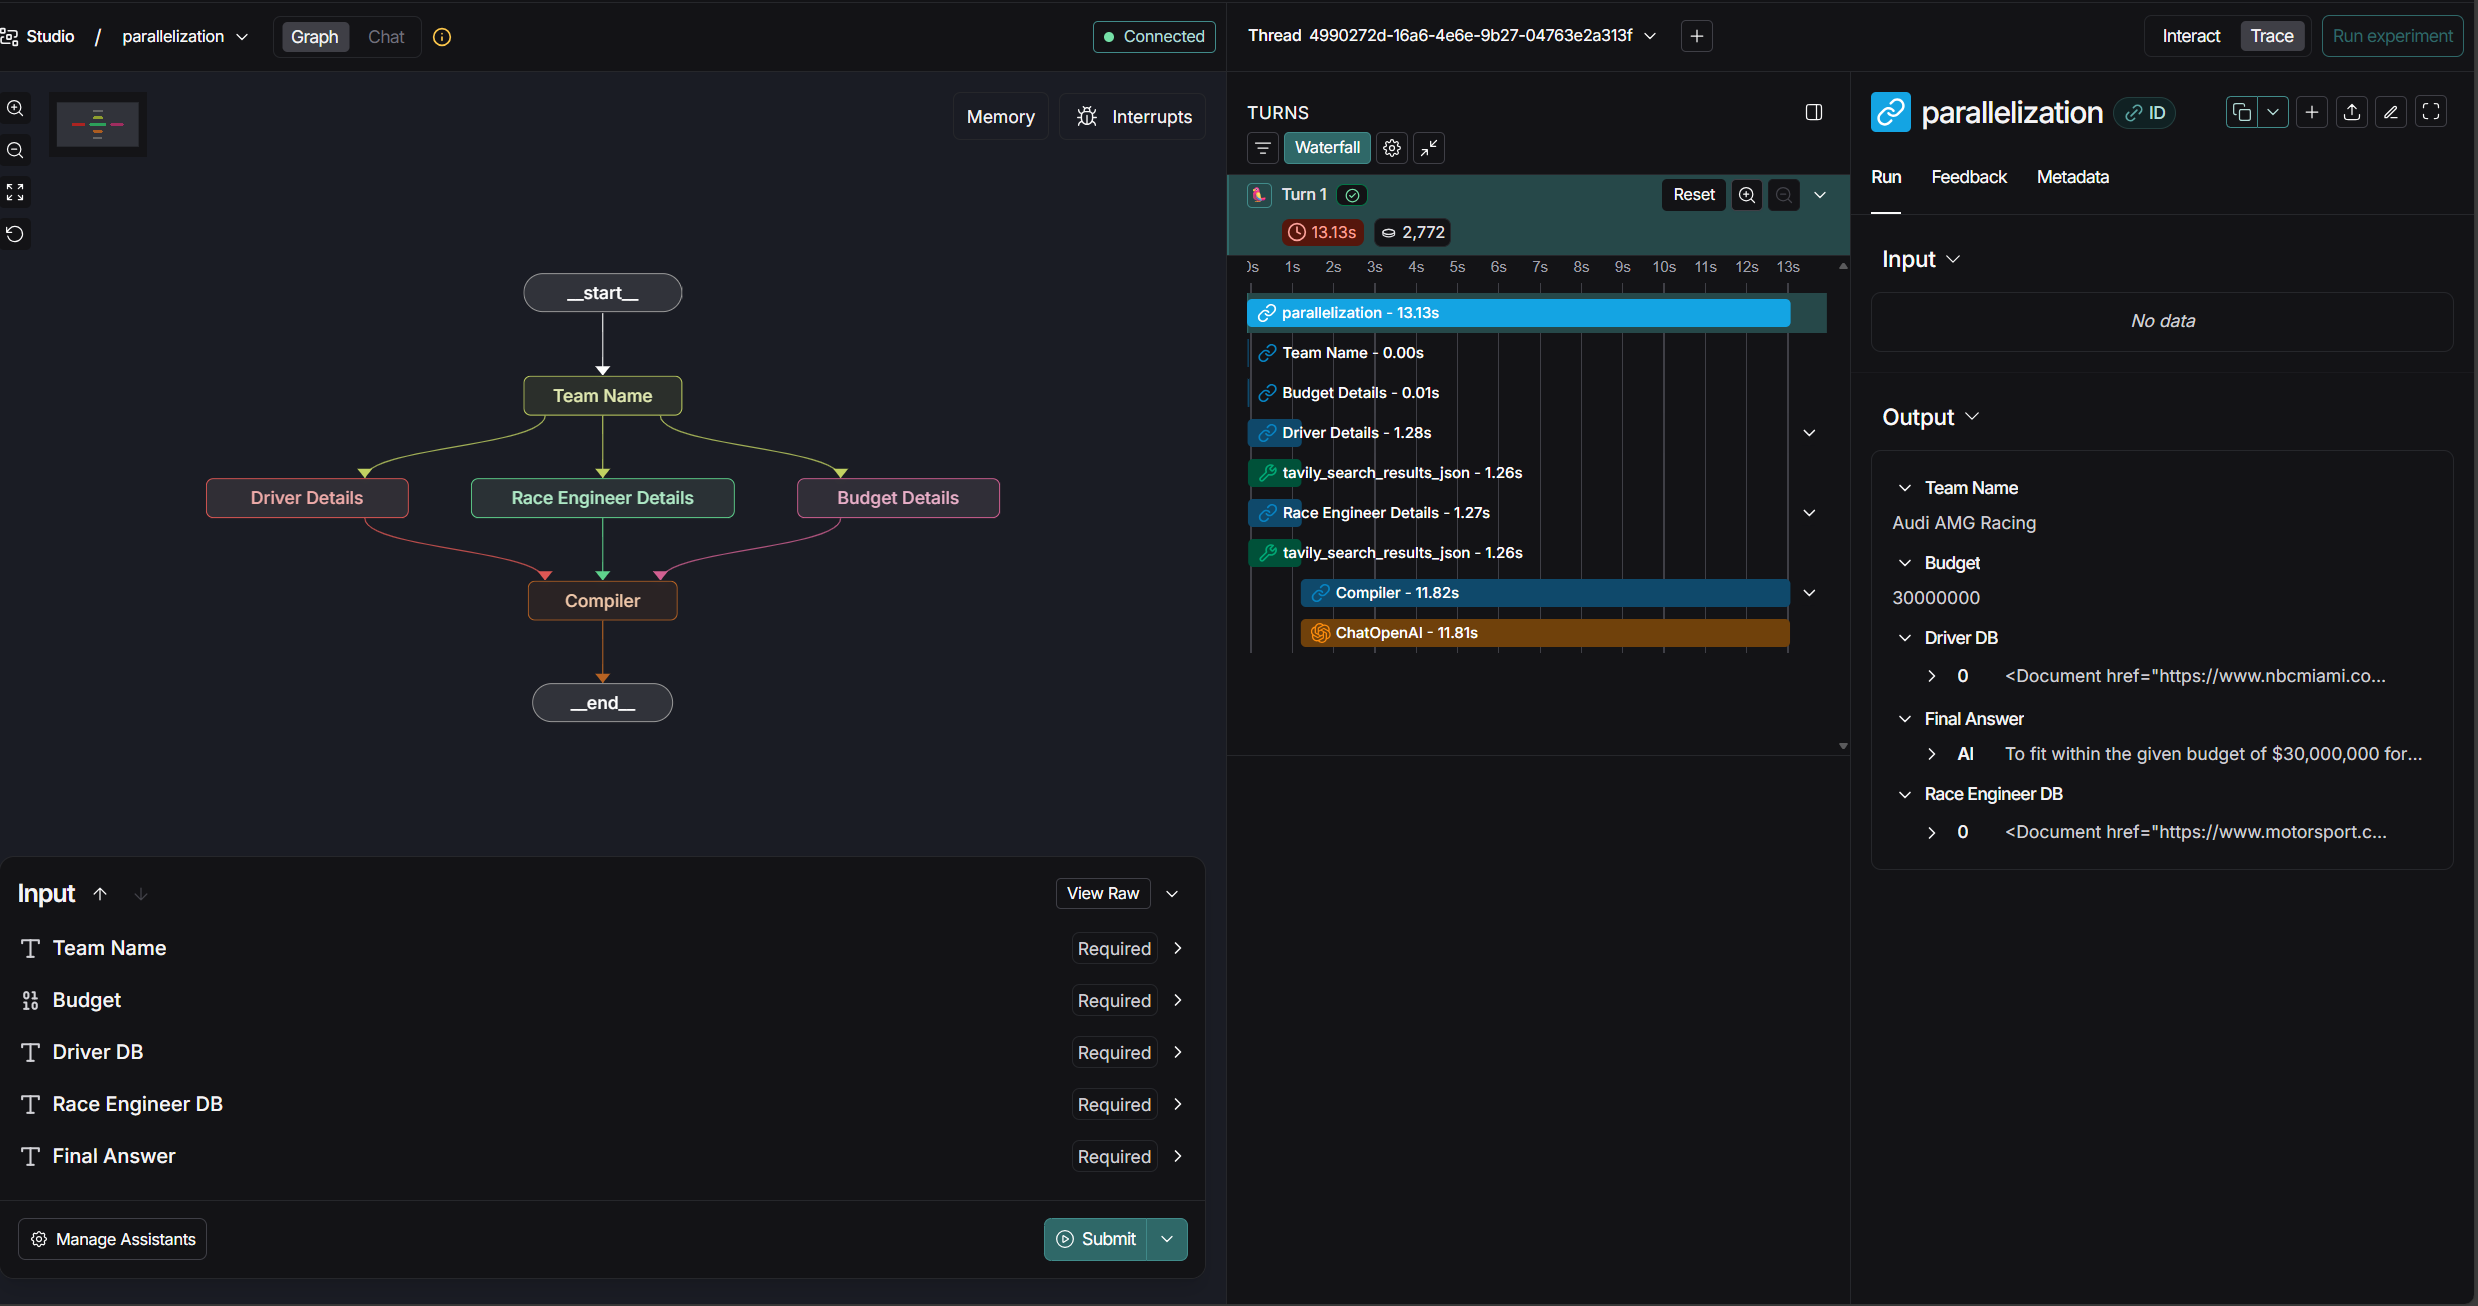 Studio / parallelization
Graph Chat
Connected
Memory Interrupts
__start__
Team Name
Driver Details Race Engineer Details Budget Details
Compiler
__end__
Input View Raw
Team Name Required
Budget Required
Driver DB Required
Race Engineer DB Required
Final Answer Required
Manage Assistants Submit
Thread 4990272d-16a6-4e6e-9b27-04763e2a313f
Interact Trace Run experiment
TURNS
Waterfall
Turn 1 Reset
13.13s 2,772
0s 1s 2s 3s 4s 5s 6s 7s 8s 9s 10s 11s 12s 13s
parallelization - 13.13s
Team Name - 0.00s
Budget Details - 0.01s
Driver Details - 1.28s
tavily_search_results_json - 1.26s
Race Engineer Details - 1.27s
tavily_search_results_json - 1.26s
Compiler - 11.82s
ChatOpenAI - 11.81s
parallelization ID
Run Feedback Metadata
Input
No data
Output
Team Name
Audi AMG Racing
Budget
30000000
Driver DB
0 <Document href="https://www.nbcmiami.co...
Final Answer
AI To fit within the given budget of $30,000,000 for...
Race Engineer DB
0 <Document href="https://www.motorsport.c...